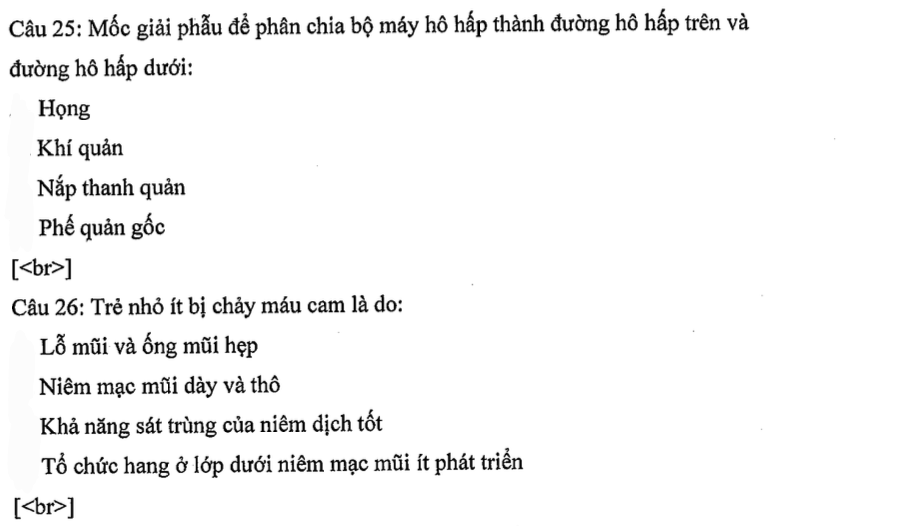 Câu 25: Mốc giải phẫu để phân chia bộ máy hô hấp thành đường hô hấp trên và
đường hô hấp dưới:
Họng
Khí quản
Nắp thanh quản
Phế quản gốc
[<br>]
Câu 26: Trẻ nhỏ ít bị chảy máu cam là do:
Lỗ mũi và ống mũi hẹp
Niêm mạc mũi dày và thô
Khả năng sát trùng của niêm dịch tốt
Tổ chức hang ở lớp dưới niêm mạc mũi ít phát triển
[<br>]